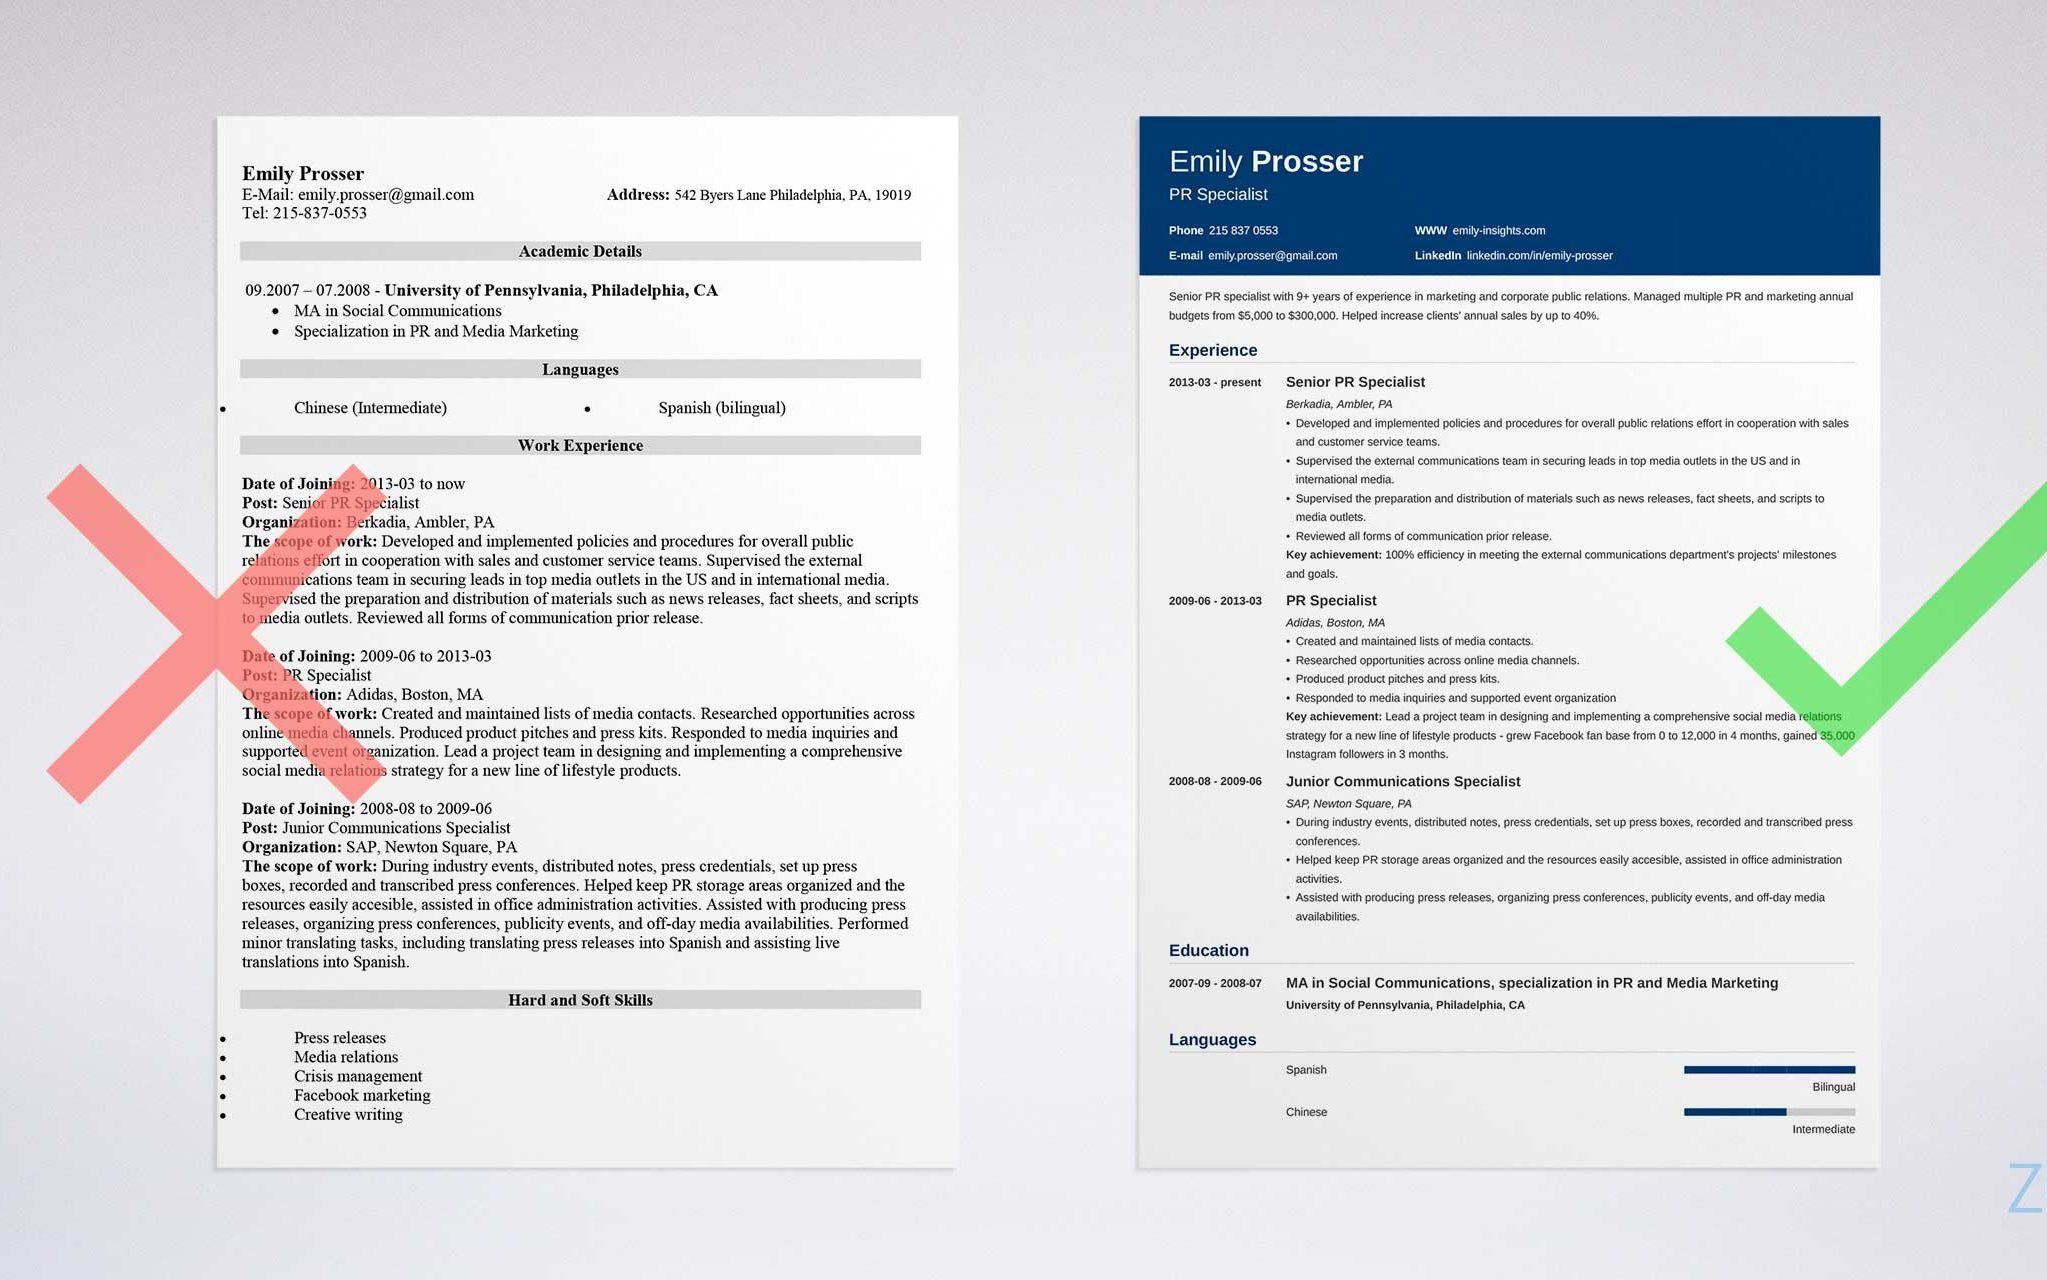 Emily Prosser
E-Mail: emily.prosser@gmail.com
Address: 542 Byers Lane Philadelphia, PA, 19019
Tel: 215-837-0553
Academic Details
09.2007 – 07.2008 - University of Pennsylvania, Philadelphia, CA
• MA in Social Communications
• Specialization in PR and Media Marketing
Languages
• Chinese (Intermediate) • Spanish (bilingual)
Work Experience
Date of Joining: 2013-03 to now
Post: Senior PR Specialist
Organization: Berkadia, Ambler, PA
The scope of work: Developed and implemented policies and procedures for overall public
relations effort in cooperation with sales and customer service teams. Supervised the external
communications team in securing leads in top media outlets in the US and in international media.
Supervised the preparation and distribution of materials such as news releases, fact sheets, and scripts
to media outlets. Reviewed all forms of communication prior release.
Date of Joining: 2009-06 to 2013-03
Post: PR Specialist
Organization: Adidas, Boston, MA
The scope of work: Created and maintained lists of media contacts. Researched opportunities across
online media channels. Produced product pitches and press kits. Responded to media inquiries and
supported event organization. Lead a project team in designing and implementing a comprehensive
social media relations strategy for a new line of lifestyle products.
Date of Joining: 2008-08 to 2009-06
Post: Junior Communications Specialist
Organization: SAP, Newton Square, PA
The scope of work: During industry events, distributed notes, press credentials, set up press
boxes, recorded and transcribed press conferences. Helped keep PR storage areas organized and the
resources easily accesible, assisted in office administration activities. Assisted with producing press
releases, organizing press conferences, publicity events, and off-day media availabilities. Performed
minor translating tasks, including translating press releases into Spanish and assisting live
translations into Spanish.
Hard and Soft Skills
• Press releases
• Media relations
• Crisis management
• Facebook marketing
• Creative writing
Emily Prosser
PR Specialist
Phone 215 837 0553
WWW emily-insights.com
E-mail emily.prosser@gmail.com
LinkedIn linkedin.com/in/emily-prosser
Senior PR specialist with 9+ years of experience in marketing and corporate public relations. Managed multiple PR and marketing annual
budgets from $5,000 to $300,000. Helped increase clients' annual sales by up to 40%.
Experience
2013-03 - present Senior PR Specialist
Berkadia, Ambler, PA
• Developed and implemented policies and procedures for overall public relations effort in cooperation with sales
and customer service teams.
• Supervised the external communications team in securing leads in top media outlets in the US and in
international media.
• Supervised the preparation and distribution of materials such as news releases, fact sheets, and scripts to
media outlets.
• Reviewed all forms of communication prior release.
Key achievement: 100% efficiency in meeting the external communications department's projects' milestones
and goals.
2009-06 - 2013-03 PR Specialist
Adidas, Boston, MA
• Created and maintained lists of media contacts.
• Researched opportunities across online media channels.
• Produced product pitches and press kits.
• Responded to media inquiries and supported event organization
Key achievement: Lead a project team in designing and implementing a comprehensive social media relations
strategy for a new line of lifestyle products - grew Facebook fan base from 0 to 12,000 in 4 months, gained 35,000
Instagram followers in 3 months.
2008-08 - 2009-06 Junior Communications Specialist
SAP, Newton Square, PA
• During industry events, distributed notes, press credentials, set up press boxes, recorded and transcribed press
conferences.
• Helped keep PR storage areas organized and the resources easily accesible, assisted in office administration
activities.
• Assisted with producing press releases, organizing press conferences, publicity events, and off-day media
availabilities.
Education
2007-09 - 2008-07 MA in Social Communications, specialization in PR and Media Marketing
University of Pennsylvania, Philadelphia, CA
Languages
Spanish
Bilingual
Chinese
Intermediate
Z